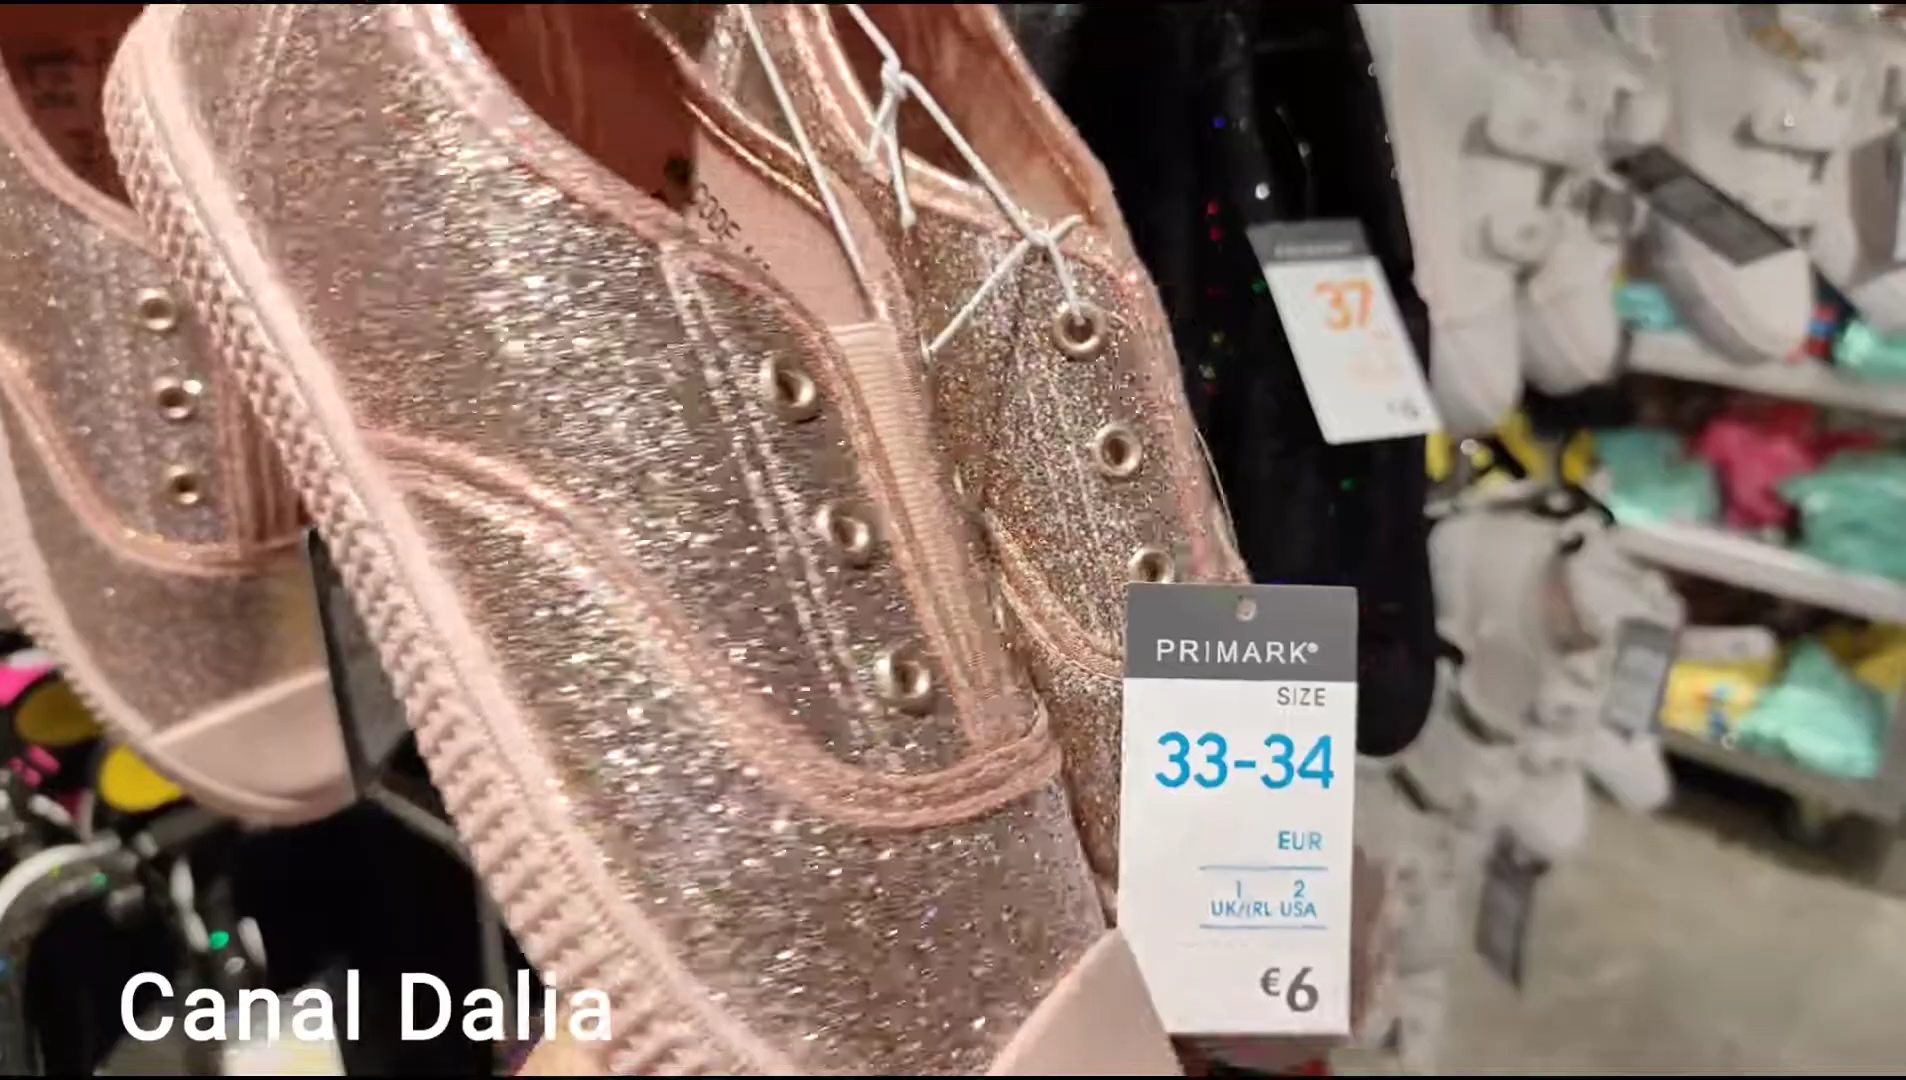 37
PRIMARK®
SIZE
33-34
EUR
1 2
UK/IRL USA
€6
Canal Dalia